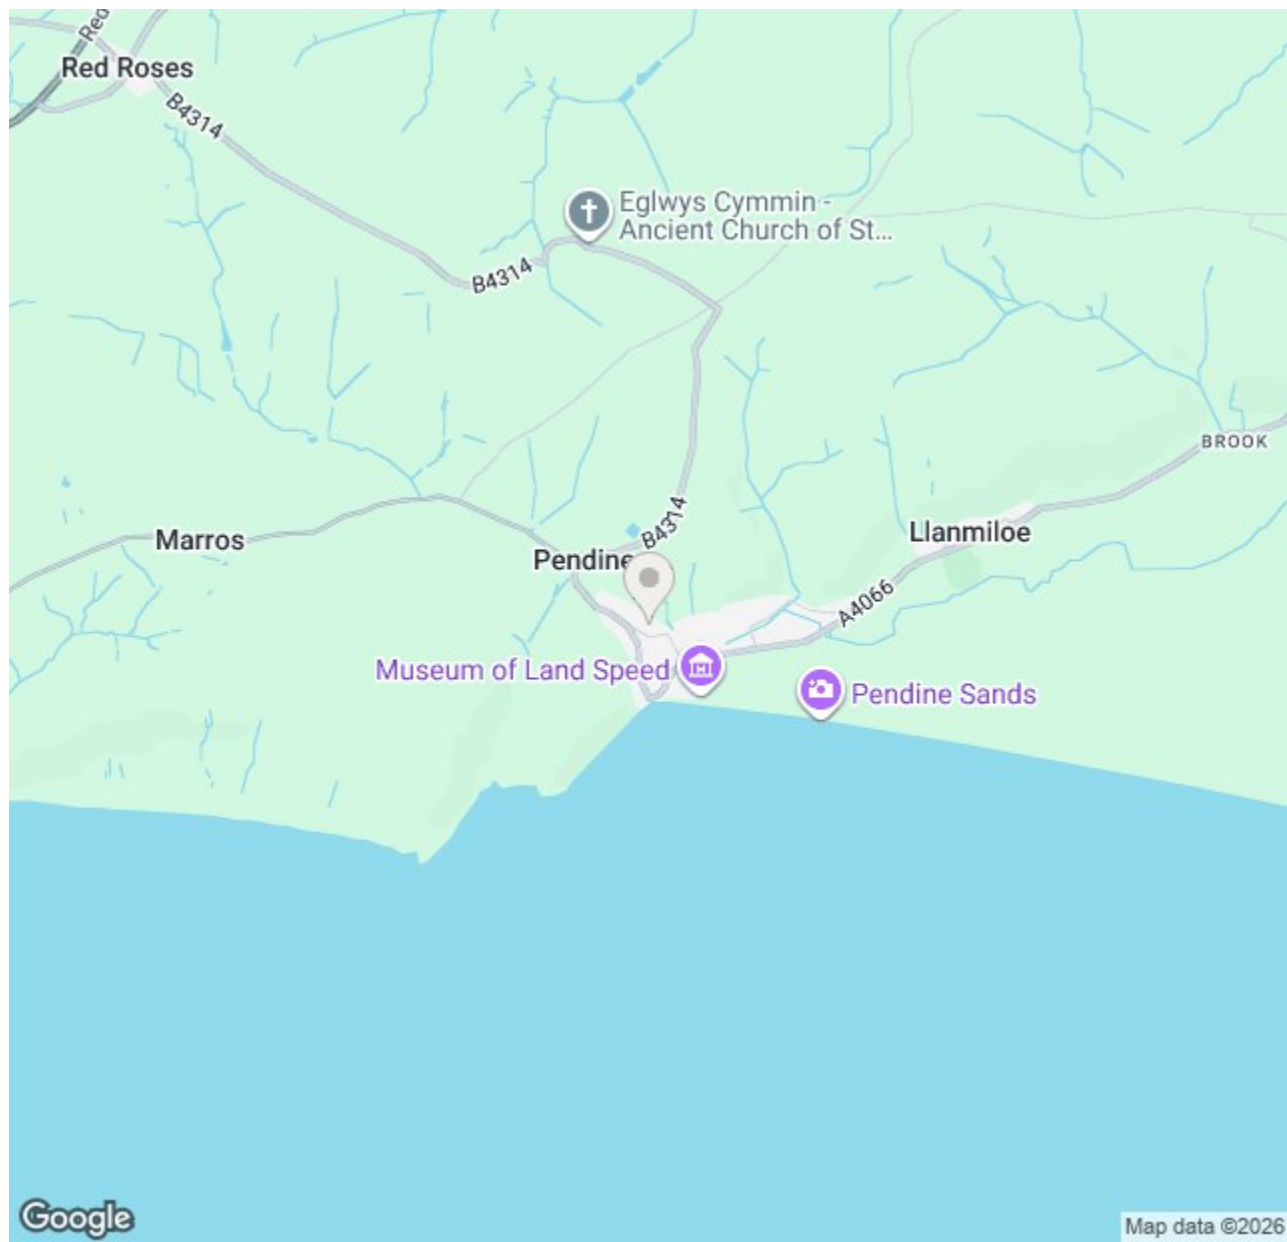 Red
Red Roses
B4314
Eglwys Cymmin -
Ancient Church of St...
B4314
BROOK
B4314
Llanmiloe
Marros
Pendine
A4066
Museum of Land Speed
Pendine Sands
Google
Map data ©2026